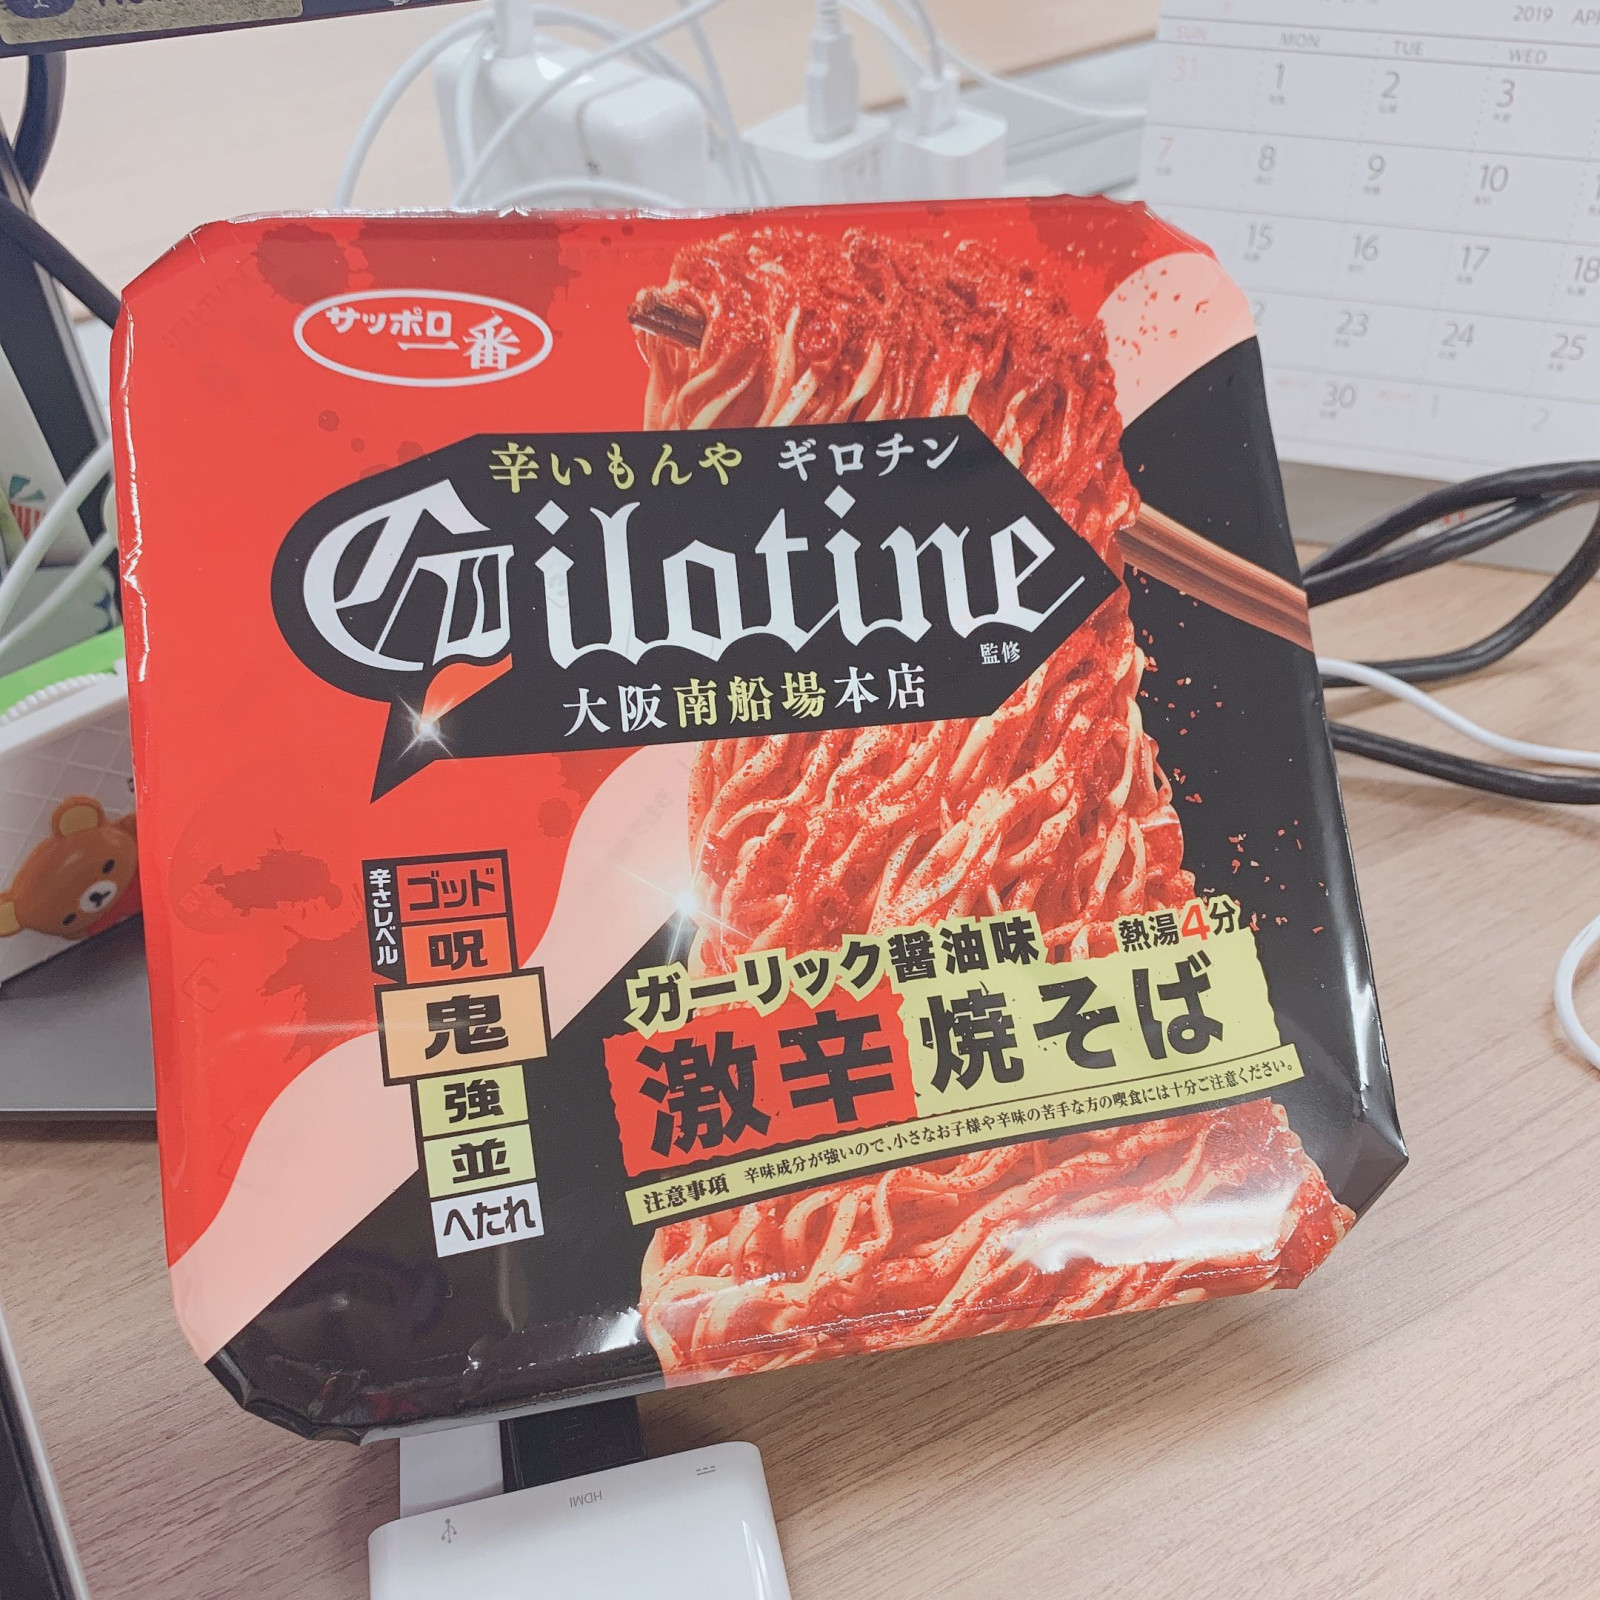 サッポロ
一番
辛いもんや ギロチン
Gilotine
監修
大阪南船場本店
辛さレベル
ゴッド
呪
鬼
強
並
へたれ
ガーリック醤油味
熱湯4分
激辛焼そば
注意事項 辛味成分が強いので、小さなお子様や辛味の苦手な方の喫食には十分ご注意ください。
HDMI
2019
SUN MON TUE WED
31 1 2 3
7 8 9 10
15 16 17 18
23 24 25
30 1 2